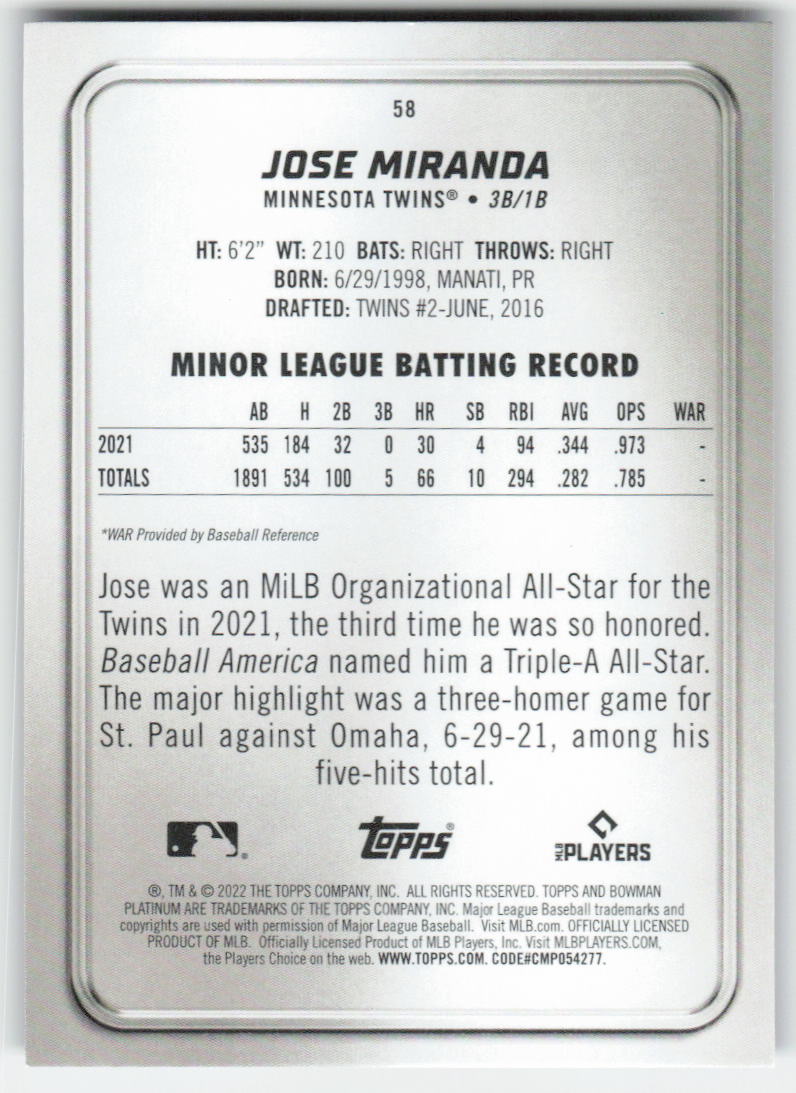 58
JOSE MIRANDA
MINNESOTA TWINS® • 3B/1B
HT: 6'2" WT: 210 BATS: RIGHT THROWS: RIGHT
BORN: 6/29/1998, MANATI, PR
DRAFTED: TWINS #2-JUNE, 2016
MINOR LEAGUE BATTING RECORD
AB H 2B 3B HR SB RBI AVG OPS WAR
2021 535 184 32 0 30 4 94 .344 .973 -
TOTALS 1891 534 100 5 66 10 294 .282 .785 -
*WAR Provided by Baseball Reference
Jose was an MiLB Organizational All-Star for the
Twins in 2021, the third time he was so honored.
Baseball America named him a Triple-A All-Star.
The major highlight was a three-homer game for
St. Paul against Omaha, 6-29-21, among his
five-hits total.
® topps® MLB PLAYERS
®, TM & © 2022 THE TOPPS COMPANY, INC. ALL RIGHTS RESERVED. TOPPS AND BOWMAN
PLATINUM ARE TRADEMARKS OF THE TOPPS COMPANY, INC. Major League Baseball trademarks and
copyrights are used with permission of Major League Baseball. Visit MLB.com. OFFICIALLY LICENSED
PRODUCT OF MLB. Officially Licensed Product of MLB Players, Inc. Visit MLBPLAYERS.COM,
the Players Choice on the web. WWW.TOPPS.COM. CODE#CMP054277.